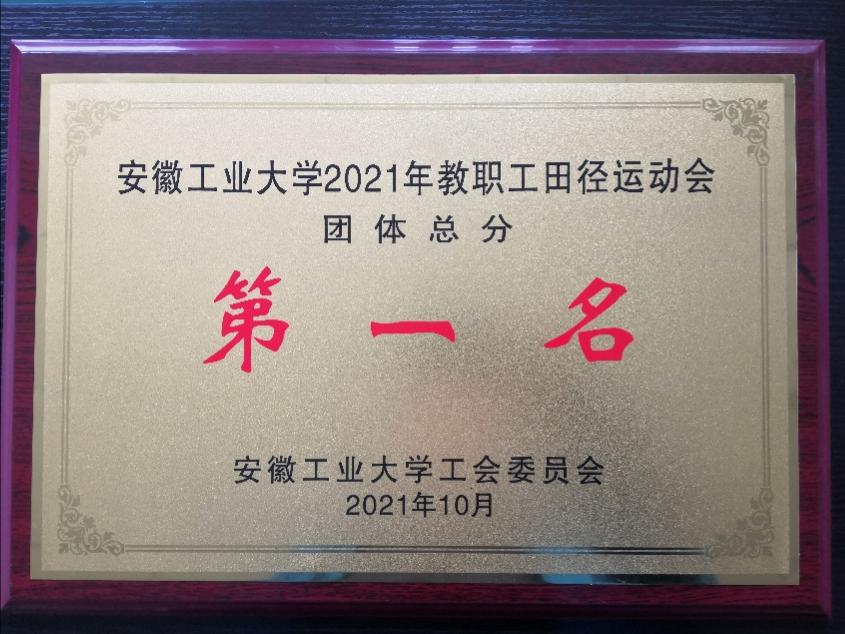 安徽工业大学2021年教职工田径运动会
团体总分
第一名
安徽工业大学工会委员会
2021年10月